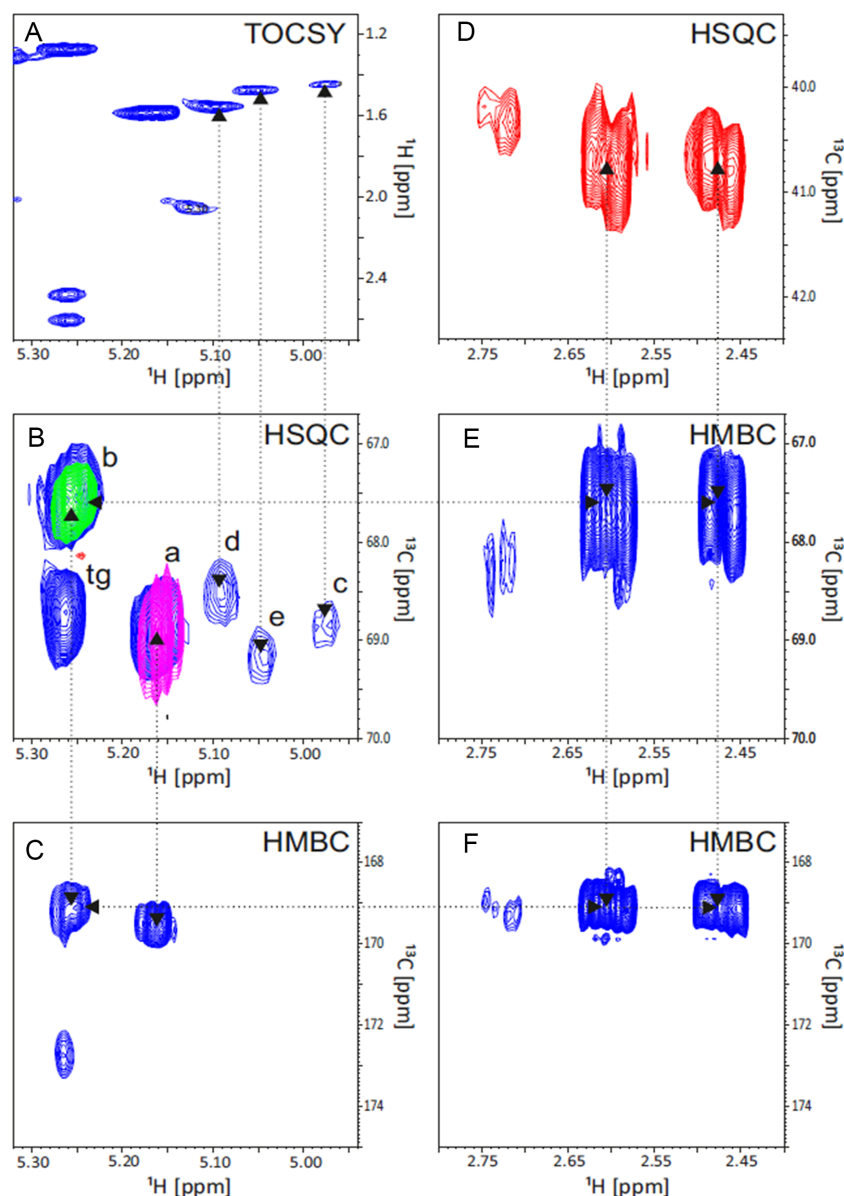 A TOCSY
1.2
1.6
2.0
2.4
¹H [ppm]
5.30 5.20 5.10 5.00
¹H [ppm]
D HSQC
40.0
41.0
42.0
¹³C [ppm]
2.75 2.65 2.55 2.45
¹H [ppm]
B HSQC
b
a
d
tg
e
c
67.0
68.0
69.0
70.0
¹³C [ppm]
5.30 5.20 5.10 5.00
¹H [ppm]
E HMBC
67.0
68.0
69.0
70.0
¹³C [ppm]
2.75 2.65 2.55 2.45
¹H [ppm]
C HMBC
168
170
172
174
¹³C [ppm]
5.30 5.20 5.10 5.00
¹H [ppm]
F HMBC
168
170
172
174
¹³C [ppm]
2.75 2.65 2.55 2.45
¹H [ppm]